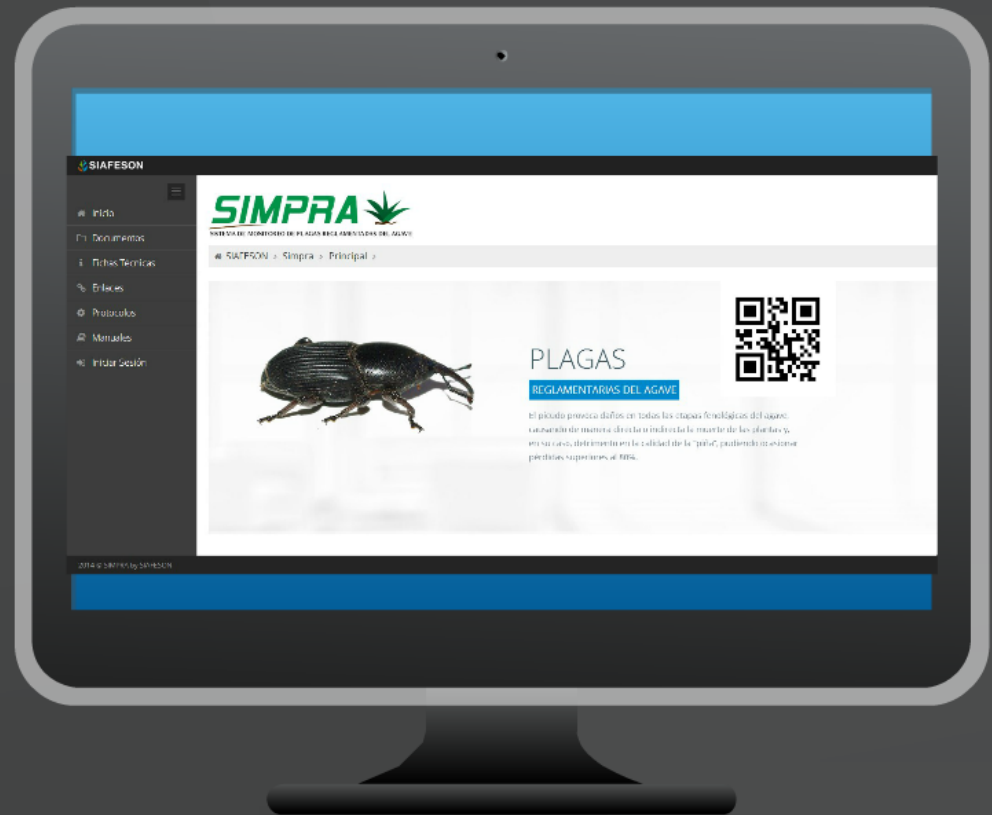 SIAFESON
Inicio
Documentos
Fichas Técnicas
Enlaces
Protocolos
Manuales
Iniciar Sesión
SIMPRA
SISTEMA DE MONITOREO DE PLAGAS REGLAMENTADAS DEL AGAVE
SIAFESON > Simpra > Principal >
PLAGAS
REGLAMENTARIAS DEL AGAVE
El picudo provoca daños en todas las etapas fenológicas del agave,
causando de manera directa o indirecta la muerte de las plantas y,
en su caso, detrimento en la calidad de la "piña", pudiendo ocasionar
pérdidas superiores al 80%.
2014 © SIMPRA by SIAFESON